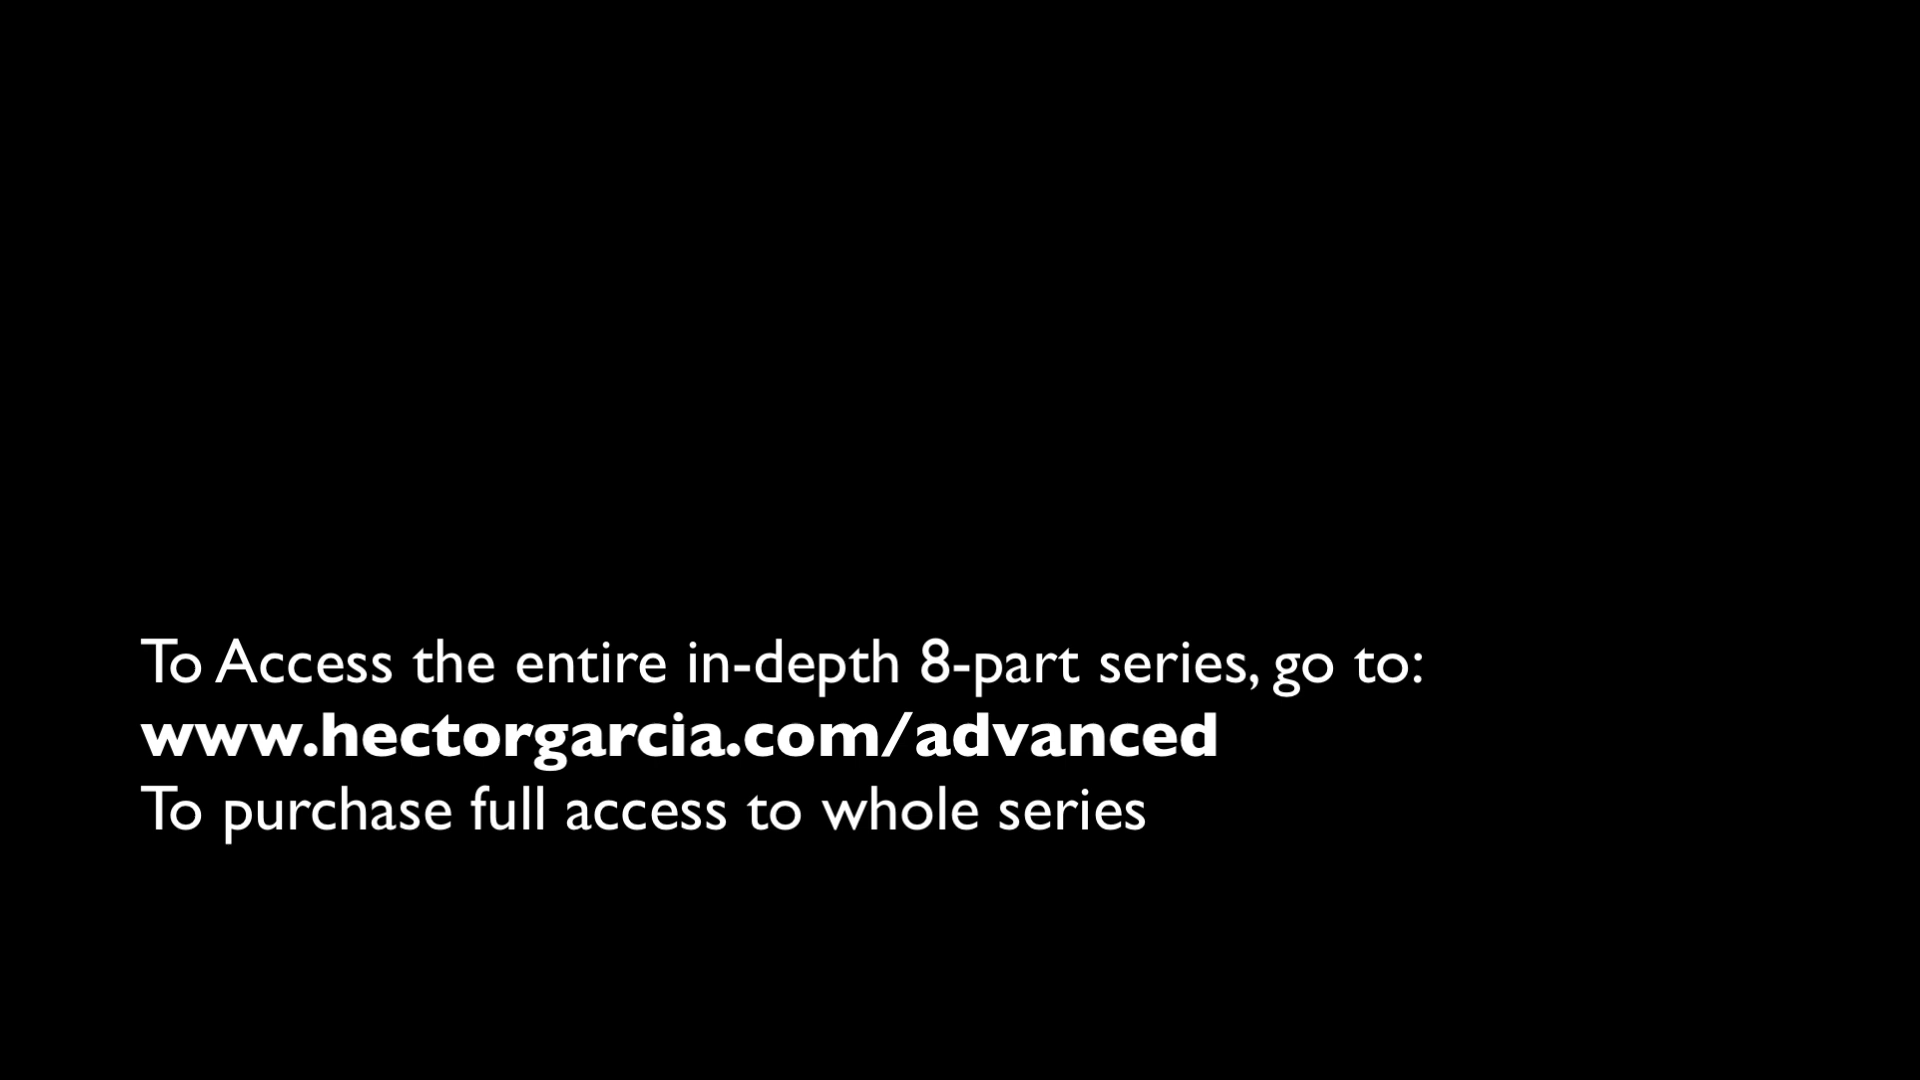 To Access the entire in-depth 8-part series, go to:
www.hectorgarcia.com/advanced
To purchase full access to whole series